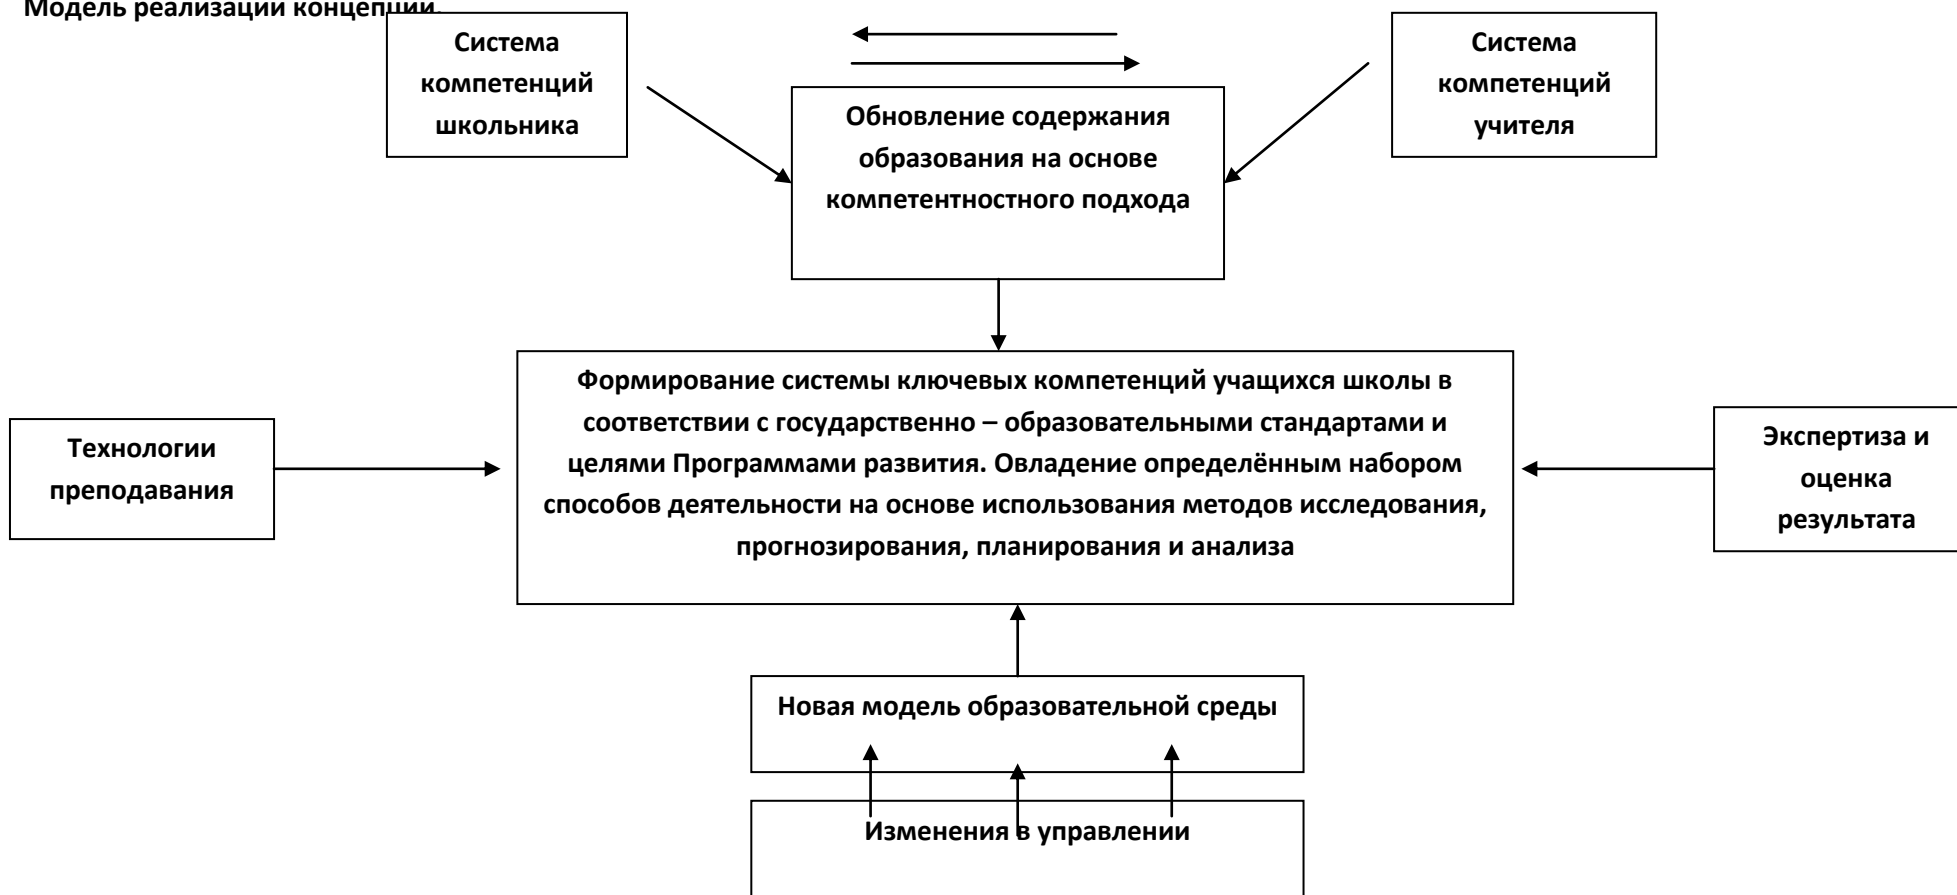 Модель реализации концепции.
Система
компетенций
школьника
Система
компетенций
учителя
Обновление содержания
образования на основе
компетентностного подхода
Формирование системы ключевых компетенций учащихся школы в
соответствии с государственно – образовательными стандартами и
целями Программами развития. Овладение определённым набором
способов деятельности на основе использования методов исследования,
прогнозирования, планирования и анализа
Технологии
преподавания
Экспертиза и
оценка
результата
Новая модель образовательной среды
Изменения в управлении